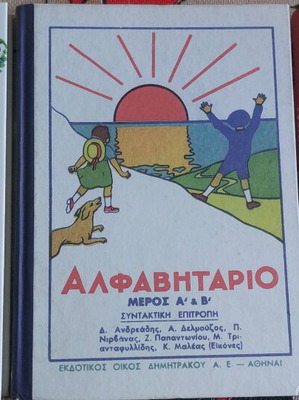 ΑΛΦΑΒΗΤΑΡΙΟ
ΜΕΡΟΣ Α' & Β'
ΣΥΝΤΑΚΤΙΚΗ ΕΠΙΤΡΟΠΗ
Δ. Ανδρεάδης, Α. Δελμούζος, Π.
Νιρβάνας, Ζ. Παπαντωνίου, Μ. Τρι-
ανταφυλλίδης, Κ. Μαλέας (Εικόνες)
ΕΚΔΟΤΙΚΟΣ ΟΙΚΟΣ ΔΗΜΗΤΡΑΚΟΥ Α. Ε. — ΑΘΗΝΑΙ